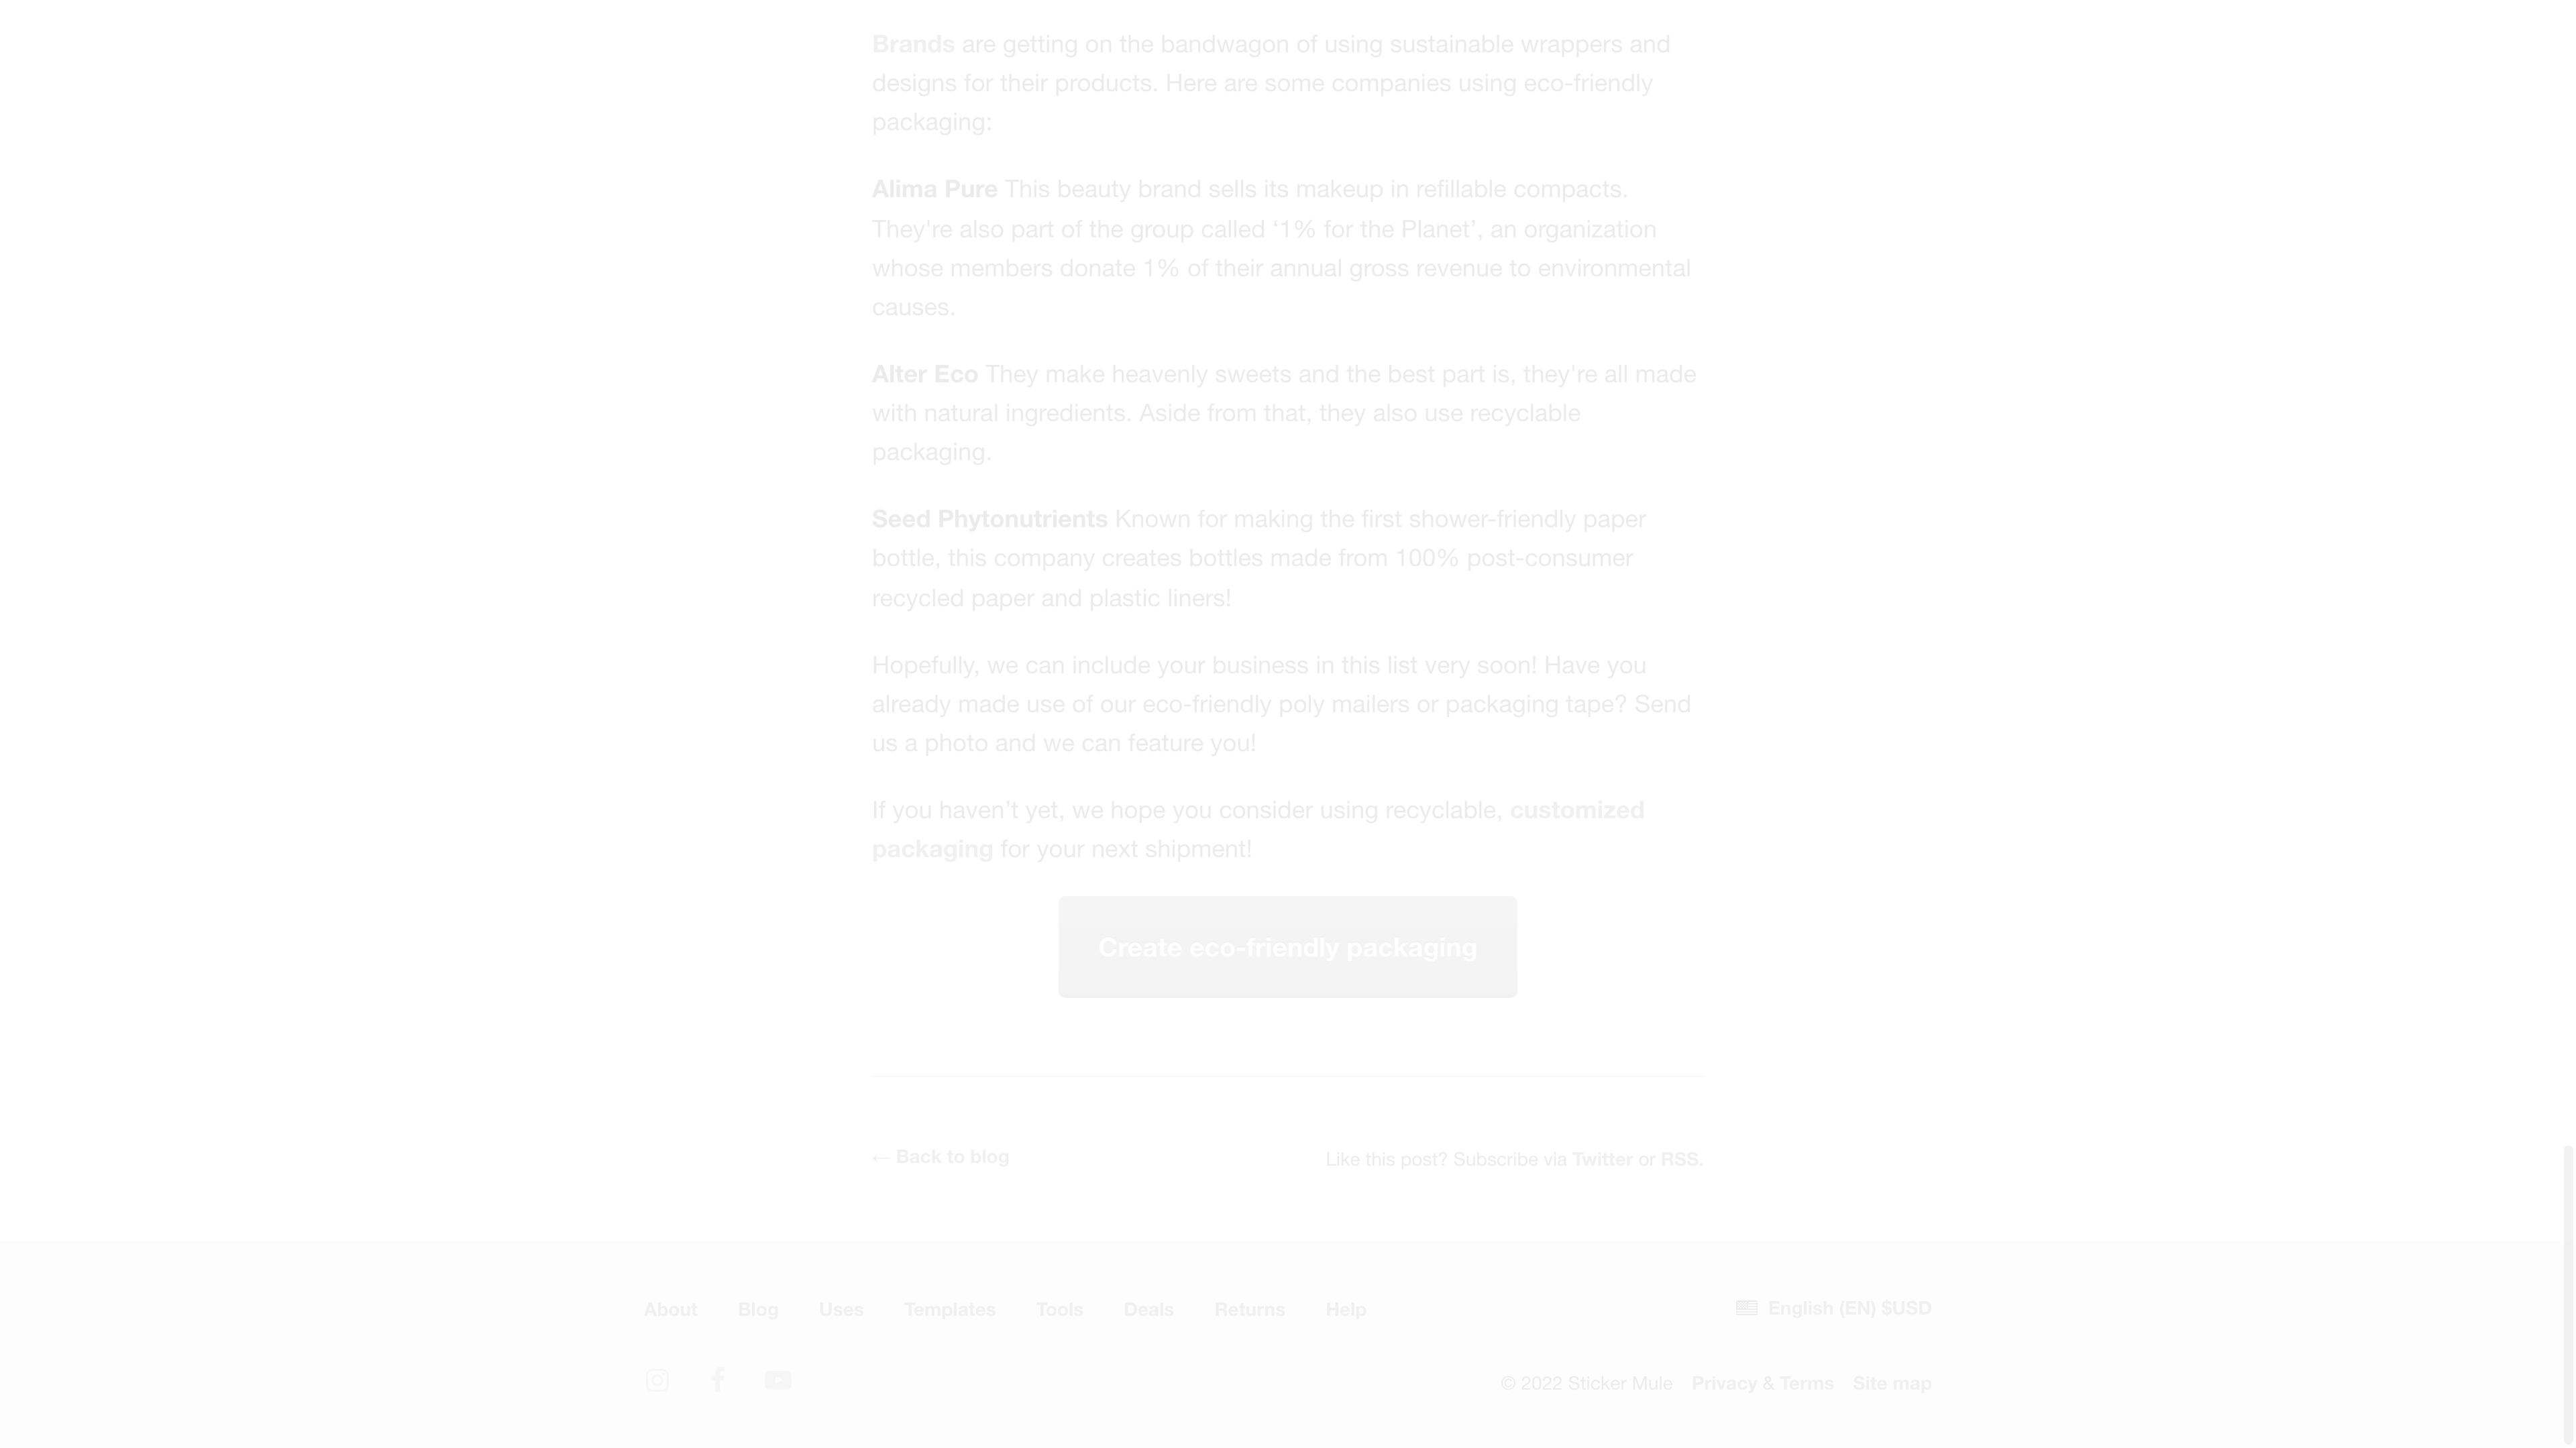 Brands are getting on the bandwagon of using sustainable wrappers and
designs for their products. Here are some companies using eco-friendly
packaging:
Alima Pure This beauty brand sells its makeup in refillable compacts.
They're also part of the group called ‘1% for the Planet’, an organization
whose members donate 1% of their annual gross revenue to environmental
causes.
Alter Eco They make heavenly sweets and the best part is, they're all made
with natural ingredients. Aside from that, they also use recyclable
packaging.
Seed Phytonutrients Known for making the first shower-friendly paper
bottle, this company creates bottles made from 100% post-consumer
recycled paper and plastic liners!
Hopefully, we can include your business in this list very soon! Have you
already made use of our eco-friendly poly mailers or packaging tape? Send
us a photo and we can feature you!
If you haven’t yet, we hope you consider using recyclable, customized
packaging for your next shipment!
Create eco-friendly packaging
← Back to blog
Like this post? Subscribe via Twitter or RSS.
About Blog Uses Templates Tools Deals Returns Help
English (EN) $USD
© 2022 Sticker Mule Privacy & Terms Site map